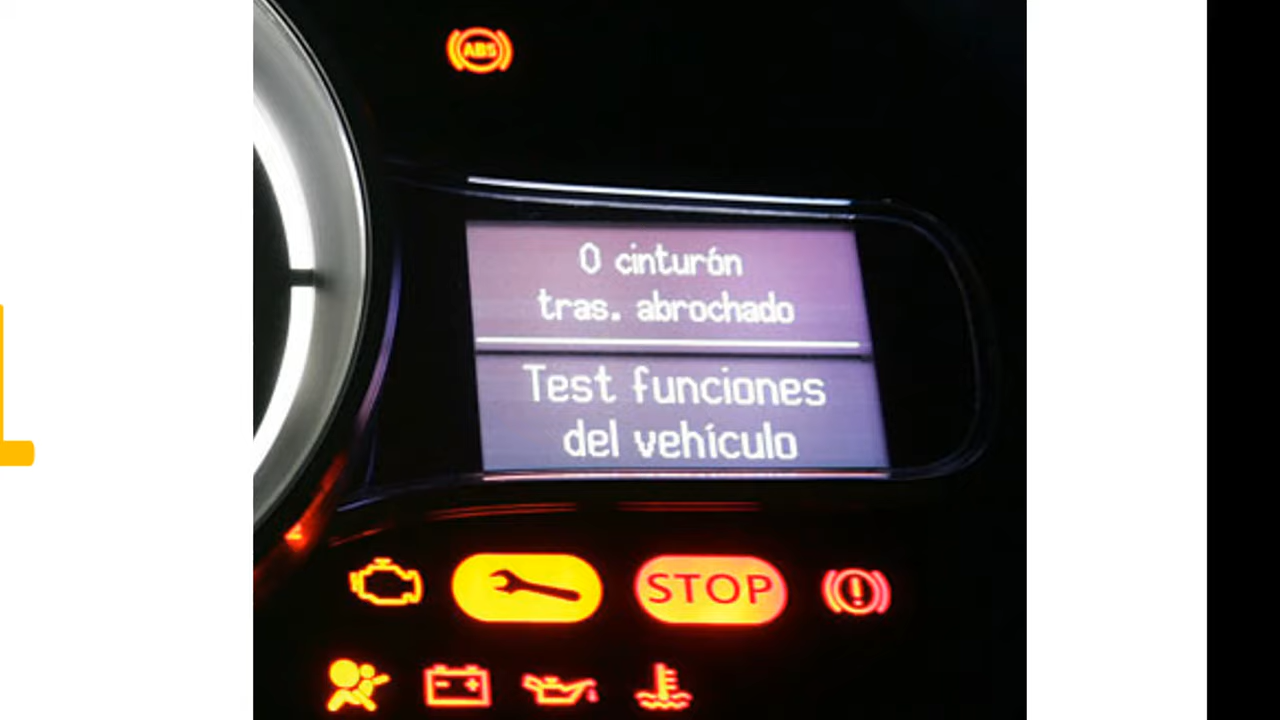 ABS
0 cinturón
tras. abrochado
Test funciones
del vehículo
STOP